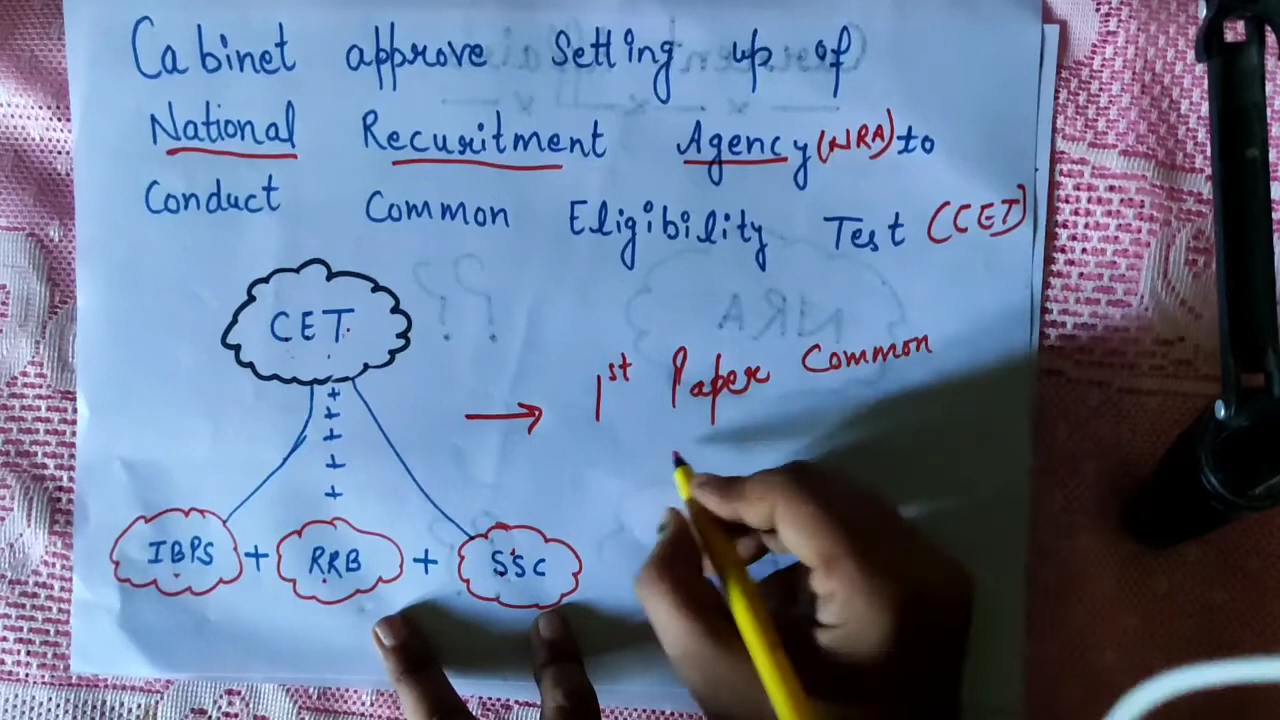 Cabinet approve Setting up of
National Recuritment Agency (NRA) to
Conduct Common Eligibility Test (CET)
CET
→ 1st Paper Common
IBPS + RRB + SSC
NRA
??